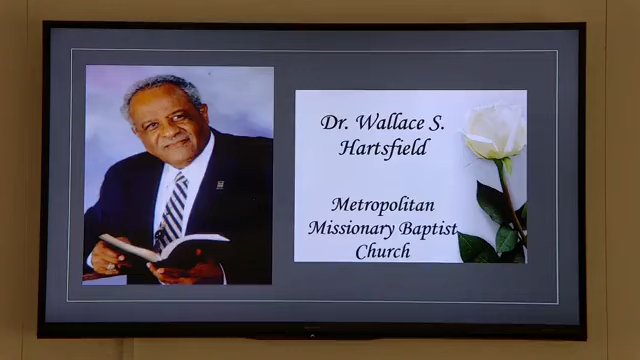 Dr. Wallace S.
Hartsfield
Metropolitan
Missionary Baptist
Church